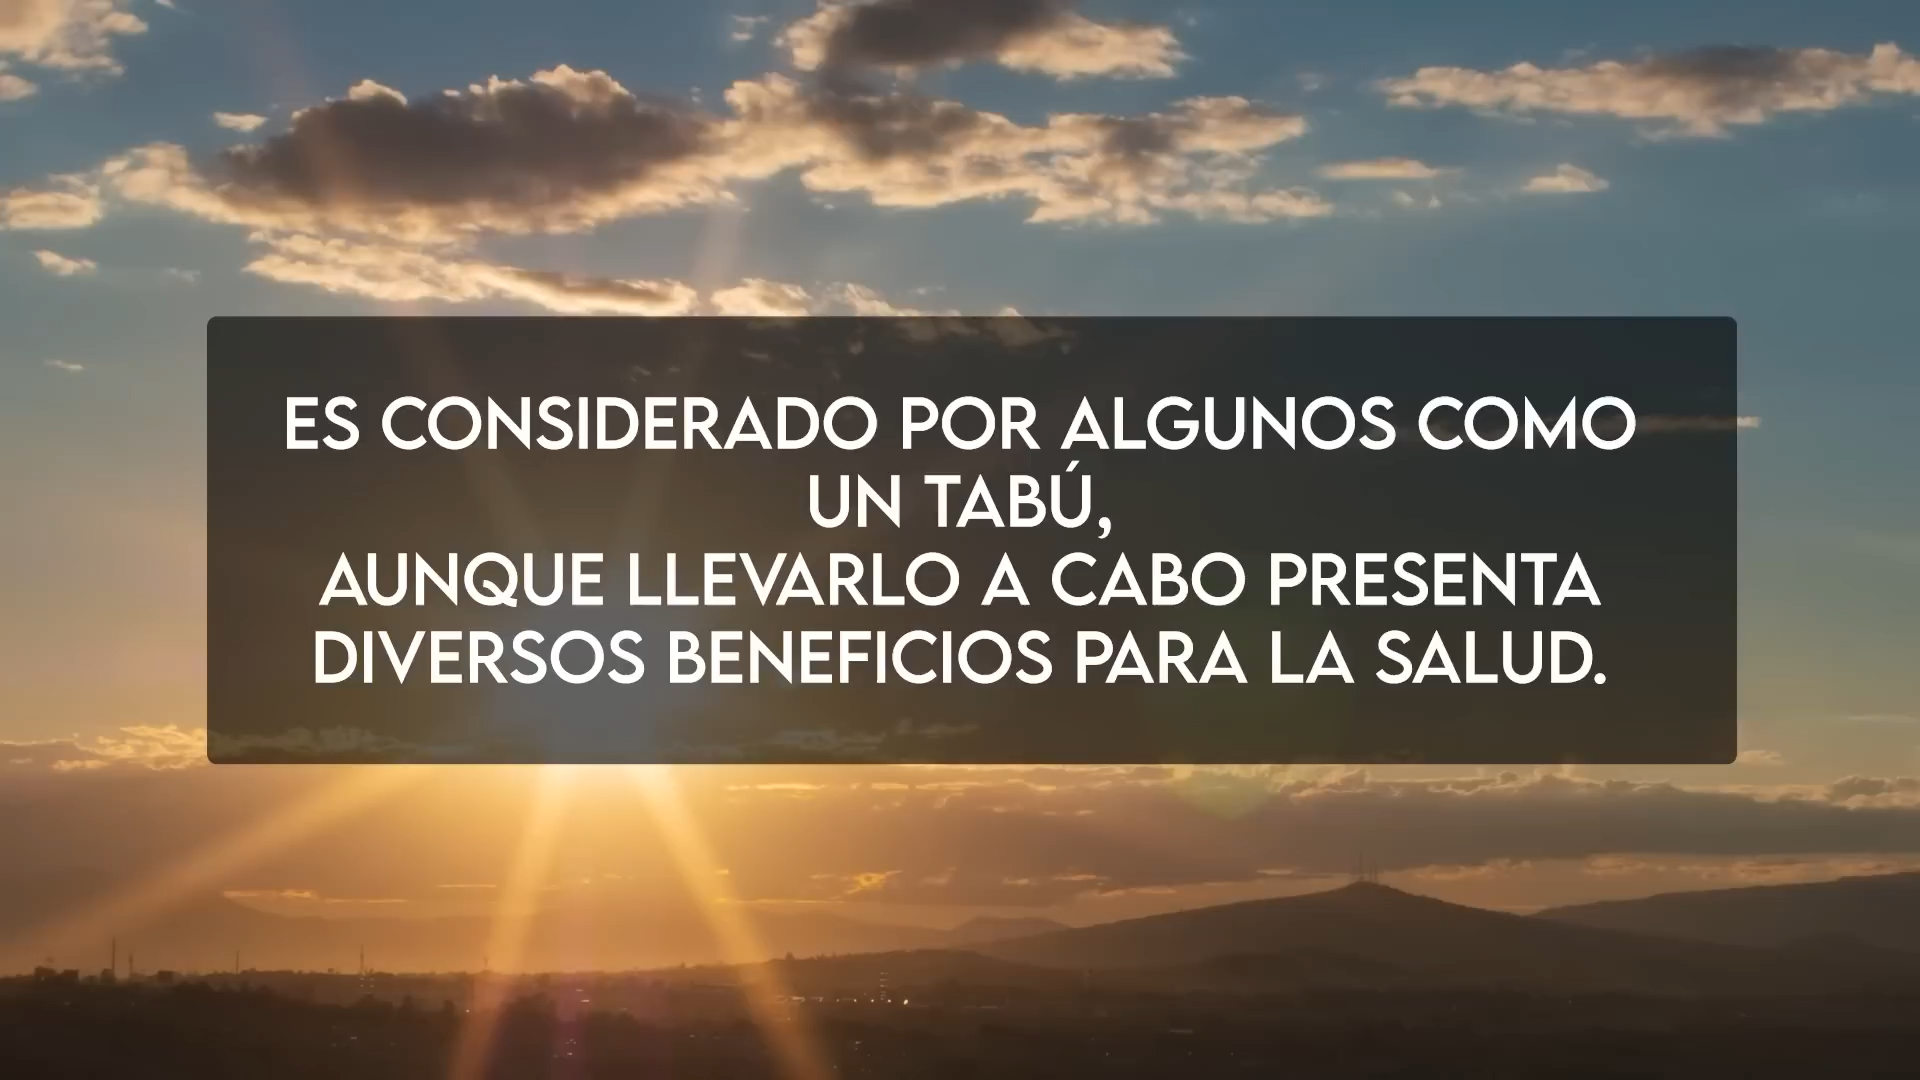 ES CONSIDERADO POR ALGUNOS COMO
UN TABÚ,
AUNQUE LLEVARLO A CABO PRESENTA
DIVERSOS BENEFICIOS PARA LA SALUD.